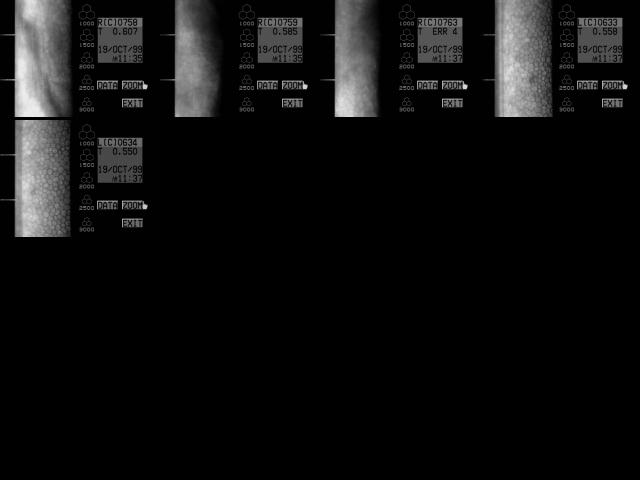 R(C)0758
T 0.607
19/OCT/99
11:35
1000
1500
2000
2500
3000
DATA ZOOM
EXIT
R(C)0759
T 0.585
19/OCT/99
11:35
1000
1500
2000
2500
3000
DATA ZOOM
EXIT
R(C)0763
T ERR 4
19/OCT/99
11:37
1000
1500
2000
2500
3000
DATA ZOOM
EXIT
L(C)0633
T 0.558
19/OCT/99
11:37
1000
1500
2000
2500
3000
DATA ZOOM
EXIT
L(C)0634
T 0.550
19/OCT/99
11:37
1000
1500
2000
2500
3000
DATA ZOOM
EXIT